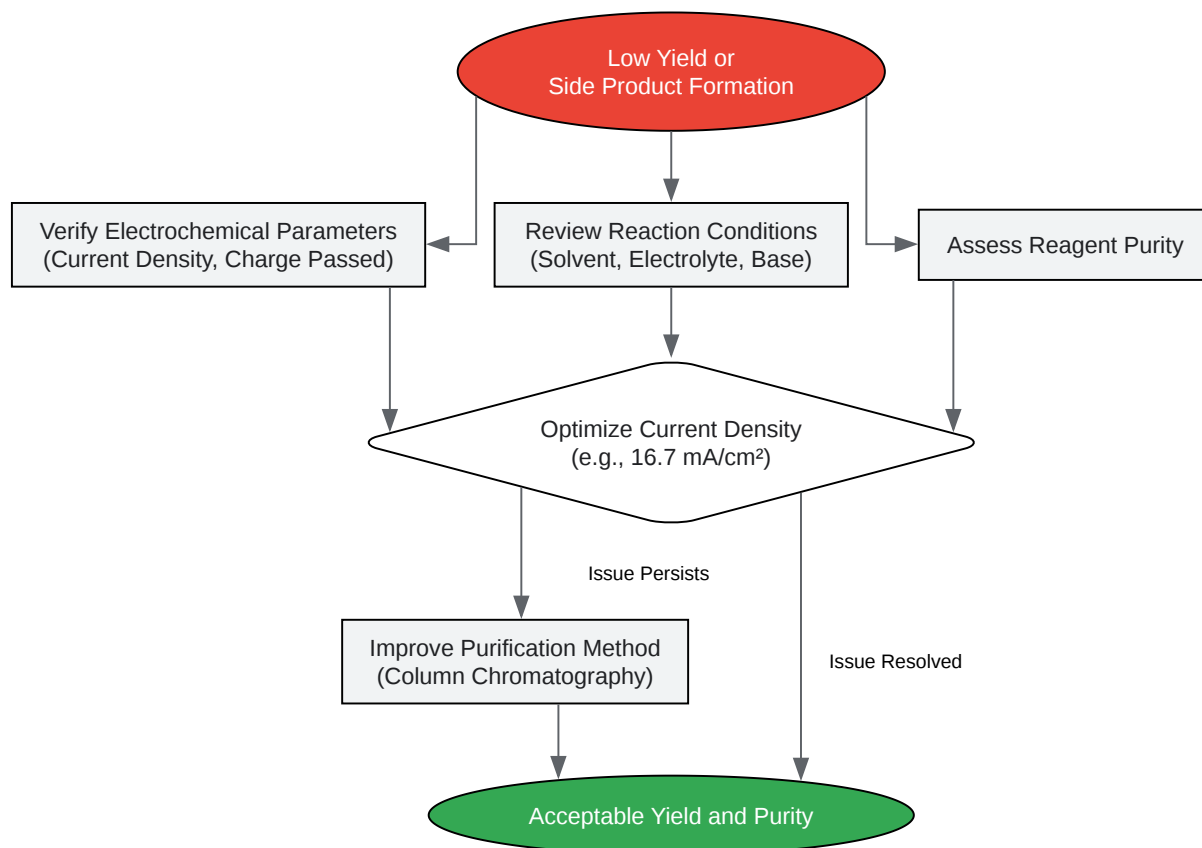 Low Yield or
Side Product Formation
Verify Electrochemical Parameters
(Current Density, Charge Passed)
Review Reaction Conditions
(Solvent, Electrolyte, Base)
Assess Reagent Purity
Optimize Current Density
(e.g., 16.7 mA/cm²)
Issue Persists
Improve Purification Method
(Column Chromatography)
Issue Resolved
Acceptable Yield and Purity